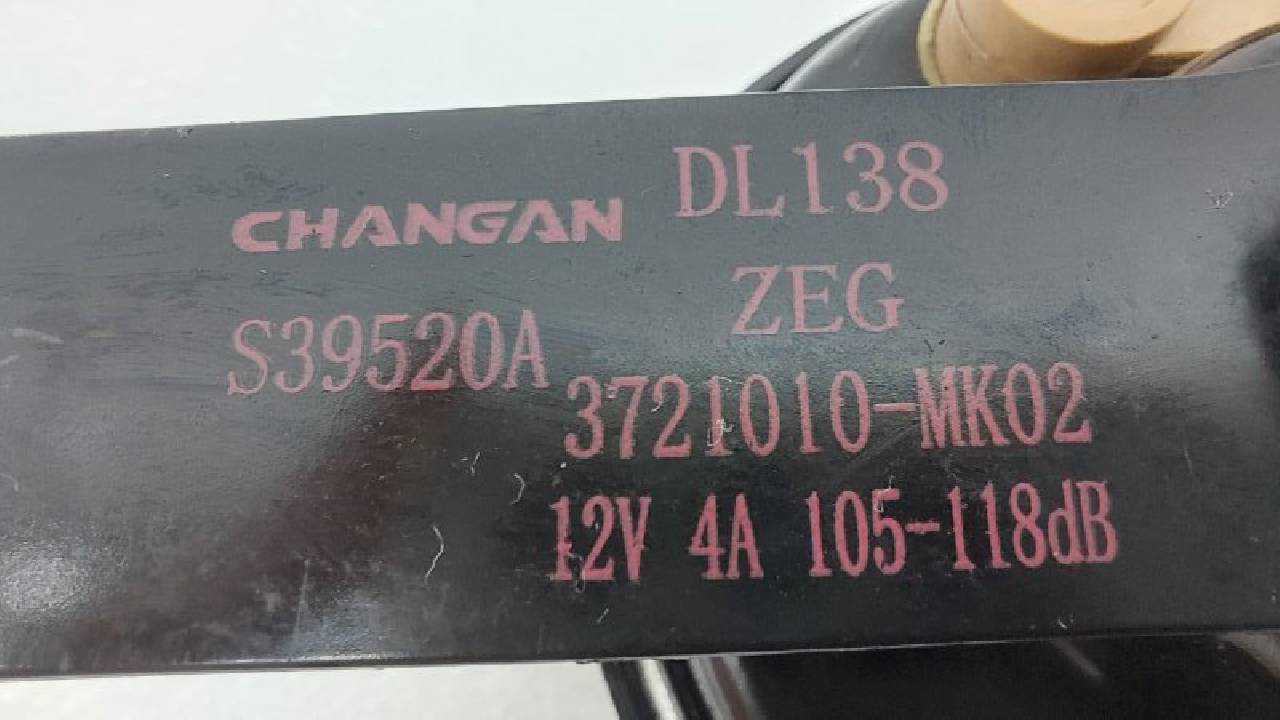 CHANGAN DL138
ZEG
S39520A
3721010-MK02
12V 4A 105-118dB